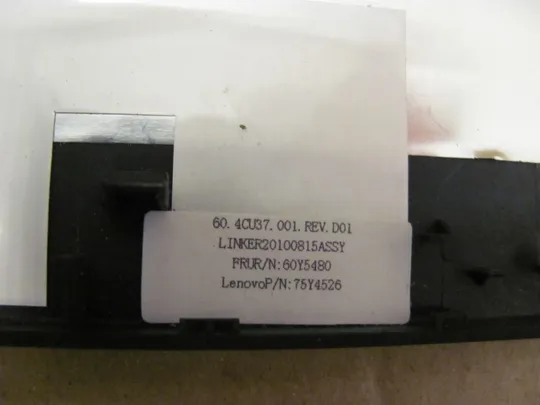 60.4CU37.001.REV.D01
LINKER20100815ASSY
FRUR/N:60Y5480
LenovoP/N:75Y4526